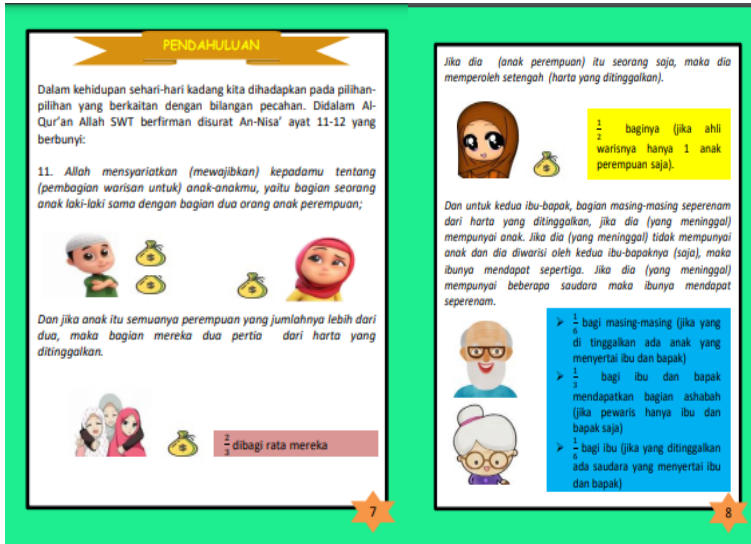 PENDAHULUAN
Dalam kehidupan sehari-hari kadang kita dihadapkan pada pilihan-
pilihan yang berkaitan dengan bilangan pecahan. Didalam Al-
Qur'an Allah SWT berfirman disurat An-Nisa' ayat 11-12 yang
berbunyi:
11. Allah mensyariatkan (mewajibkan) kepadamu tentang
(pembagian warisan untuk) anak-anakmu, yaitu bagian seorang
anak laki-laki sama dengan bagian dua orang anak perempuan;
Dan jika anak itu semuanya perempuan yang jumlahnya lebih dari
dua, maka bagian mereka dua pertia dari harta yang
ditinggalkan.
2/3 dibagi rata mereka
7
Jika dia (anak perempuan) itu seorang saja, maka dia
memperoleh setengah (harta yang ditinggalkan).
1/2 baginya (jika ahli
warisnya hanya 1 anak
perempuan saja).
Dan untuk kedua ibu-bapak, bagian masing-masing seperenam
dari harta yang ditinggalkan, jika dia (yang meninggal)
mempunyai anak. Jika dia (yang meninggal) tidak mempunyai
anak dan dia diwarisi oleh kedua ibu-bapaknya (saja), maka
ibunya mendapat sepertiga. Jika dia (yang meninggal)
mempunyai beberapa saudara maka ibunya mendapat
seperenam.
➢ 1/6 bagi masing-masing (jika yang
di tinggalkan ada anak yang
menyertai ibu dan bapak)
➢ 1/3 bagi ibu dan bapak
mendapatkan bagian ashabah
(jika pewaris hanya ibu dan
bapak saja)
➢ 1/6 bagi ibu (jika yang ditinggalkan
ada saudara yang menyertai ibu
dan bapak)
8